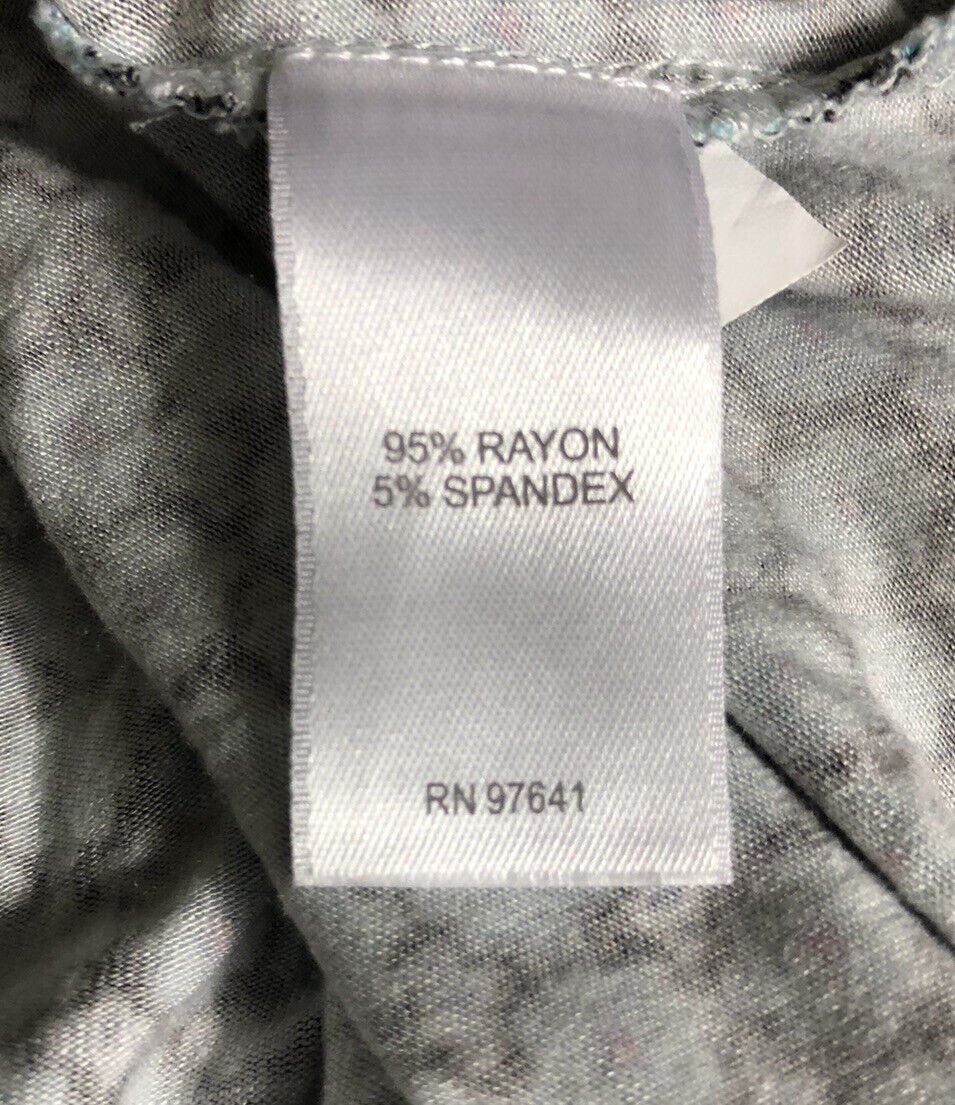 95% RAYON
5% SPANDEX
RN 97641